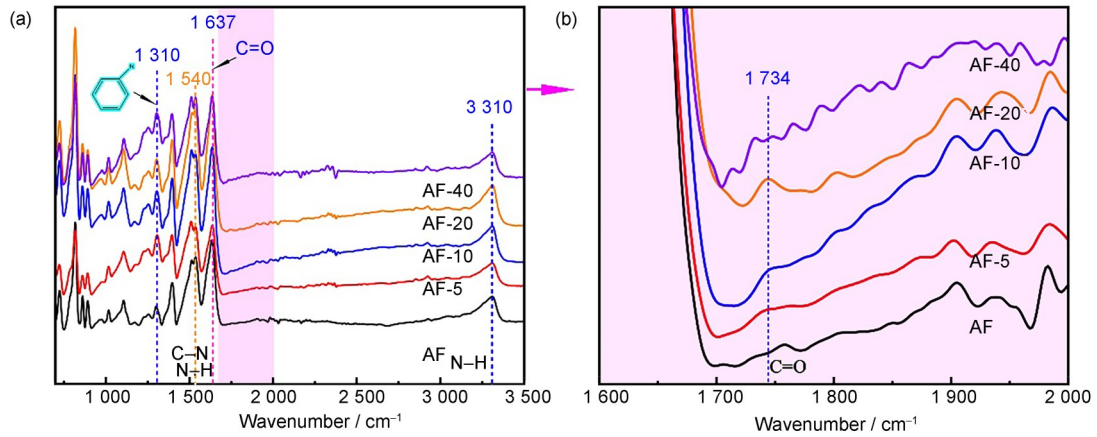 (a)
1 637
C=O
1 310
1 540
N
3 310
AF-40
AF-20
AF-10
AF-5
AF
C–N
N–H
N–H
1 000
1 500
2 000
2 500
3 000
3 500
Wavenumber / cm−1
(b)
1 734
AF-40
AF-20
AF-10
AF-5
AF
C=O
1 600
1 700
1 800
1 900
2 000
Wavenumber / cm−1